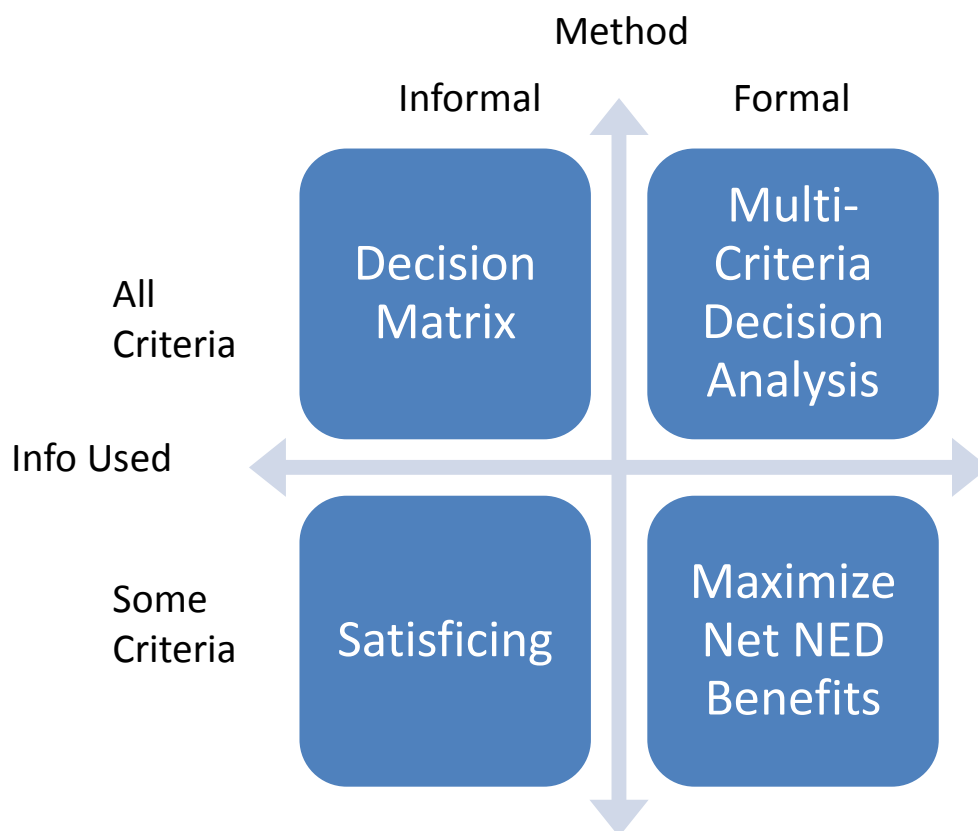 Method
Informal
Formal
All
Criteria
Decision
Matrix
Multi-
Criteria
Decision
Analysis
Info Used
Some
Criteria
Satisficing
Maximize
Net NED
Benefits